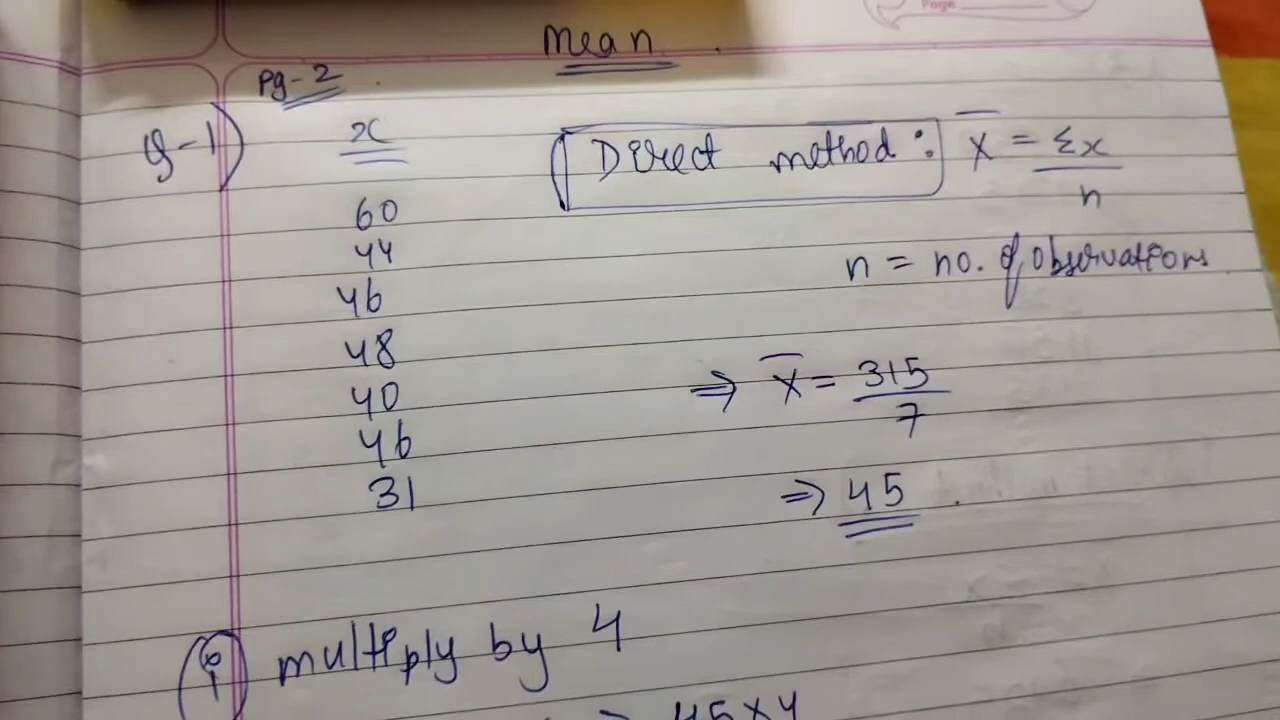 Page
Mean
Pg-2
Q-1) x
Direct method: X̄ = Σx / n
60
44
n = no. of observations
46
48
⇒ X̄ = 315 / 7
40
46
31
⇒ 45
(i) multiply by 4
⇒ 45 × 4